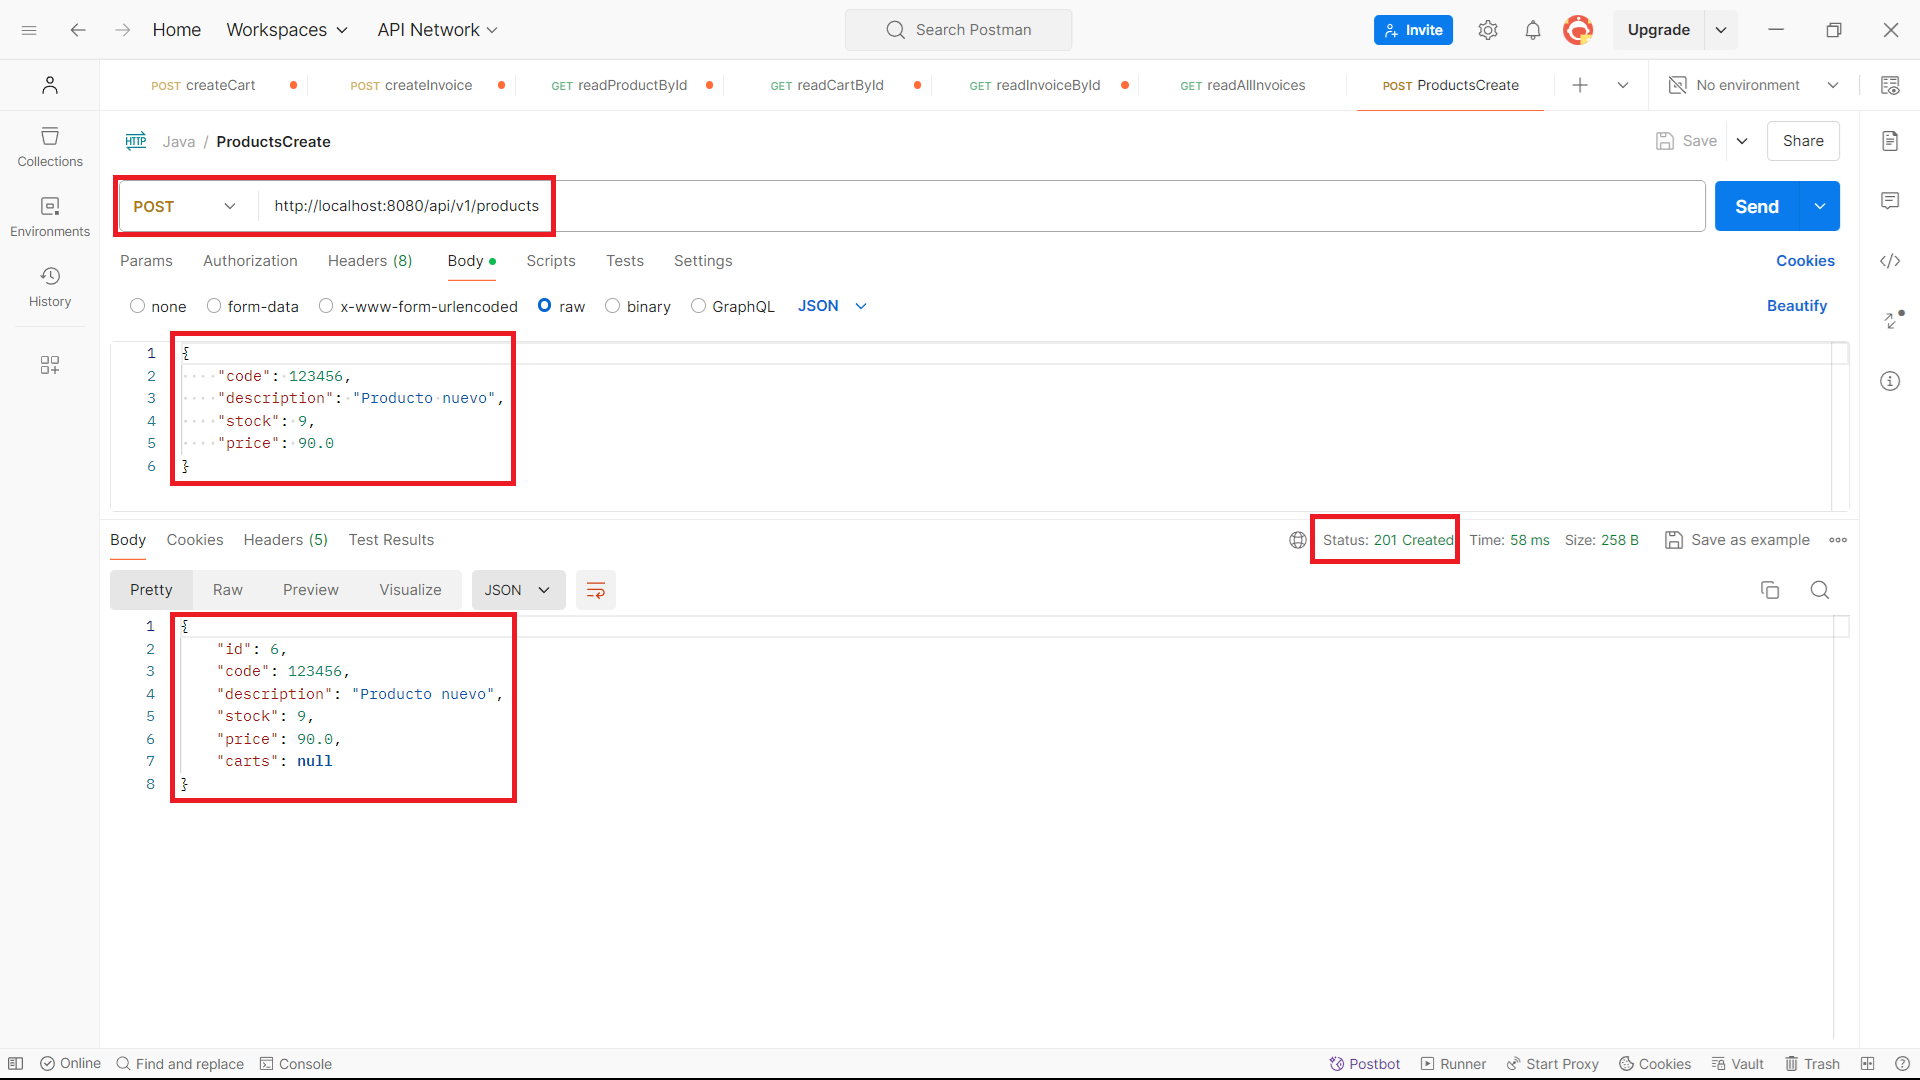 Home Workspaces API Network Search Postman Invite Upgrade
POST createCart POST createInvoice GET readProductById GET readCartById GET readInvoiceById GET readAllInvoices POST ProductsCreate No environment
Collections
Environments
History
HTTP Java / ProductsCreate Save Share
POST http://localhost:8080/api/v1/products Send
Params Authorization Headers (8) Body Scripts Tests Settings Cookies
none form-data x-www-form-urlencoded raw binary GraphQL JSON Beautify
1 {
2 "code": 123456,
3 "description": "Producto nuevo",
4 "stock": 9,
5 "price": 90.0
6 }
Body Cookies Headers (5) Test Results Status: 201 Created Time: 58 ms Size: 258 B Save as example
Pretty Raw Preview Visualize JSON
1 {
2 "id": 6,
3 "code": 123456,
4 "description": "Producto nuevo",
5 "stock": 9,
6 "price": 90.0,
7 "carts": null
8 }
Online Find and replace Console Postbot Runner Start Proxy Cookies Vault Trash